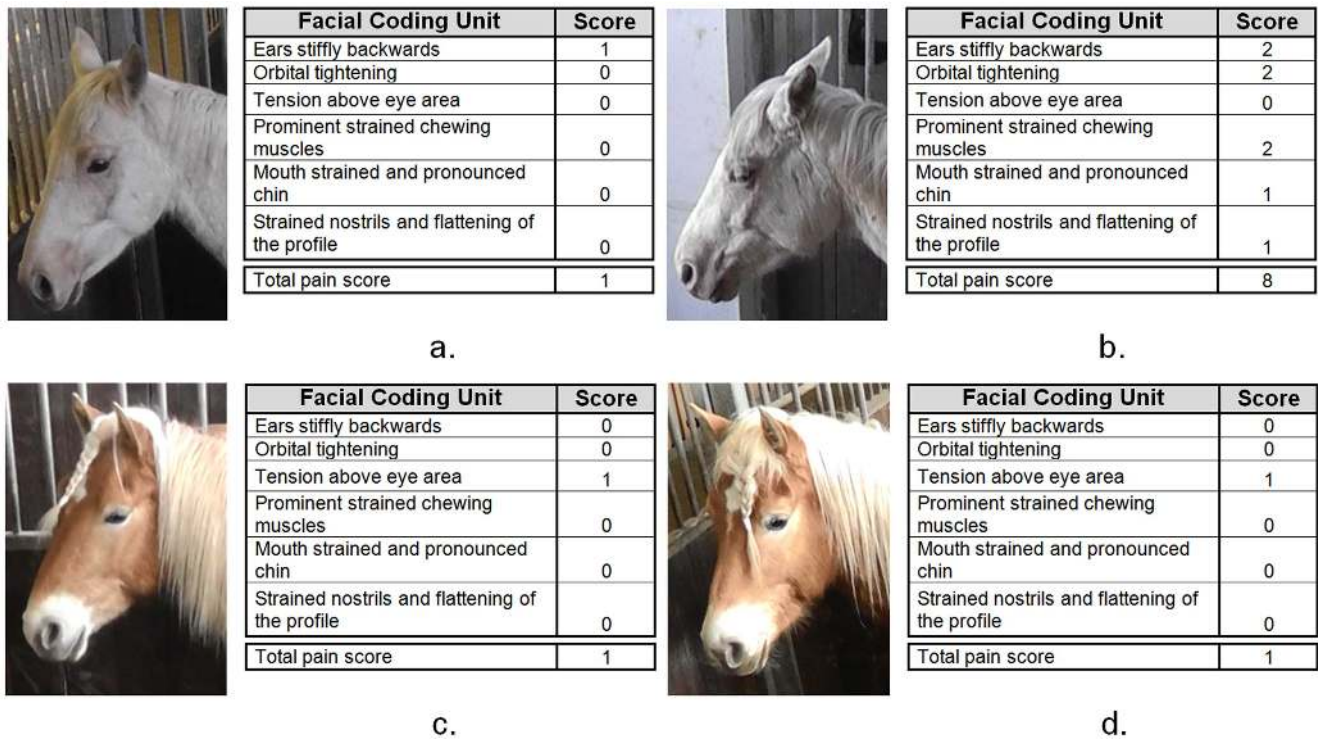 Facial Coding Unit Score
Ears stiffly backwards 1
Orbital tightening 0
Tension above eye area 0
Prominent strained chewing
muscles 0
Mouth strained and pronounced
chin 0
Strained nostrils and flattening of
the profile 0
Total pain score 1
a.
Facial Coding Unit Score
Ears stiffly backwards 2
Orbital tightening 2
Tension above eye area 0
Prominent strained chewing
muscles 2
Mouth strained and pronounced
chin 1
Strained nostrils and flattening of
the profile 1
Total pain score 8
b.
Facial Coding Unit Score
Ears stiffly backwards 0
Orbital tightening 0
Tension above eye area 1
Prominent strained chewing
muscles 0
Mouth strained and pronounced
chin 0
Strained nostrils and flattening of
the profile 0
Total pain score 1
c.
Facial Coding Unit Score
Ears stiffly backwards 0
Orbital tightening 0
Tension above eye area 1
Prominent strained chewing
muscles 0
Mouth strained and pronounced
chin 0
Strained nostrils and flattening of
the profile 0
Total pain score 1
d.